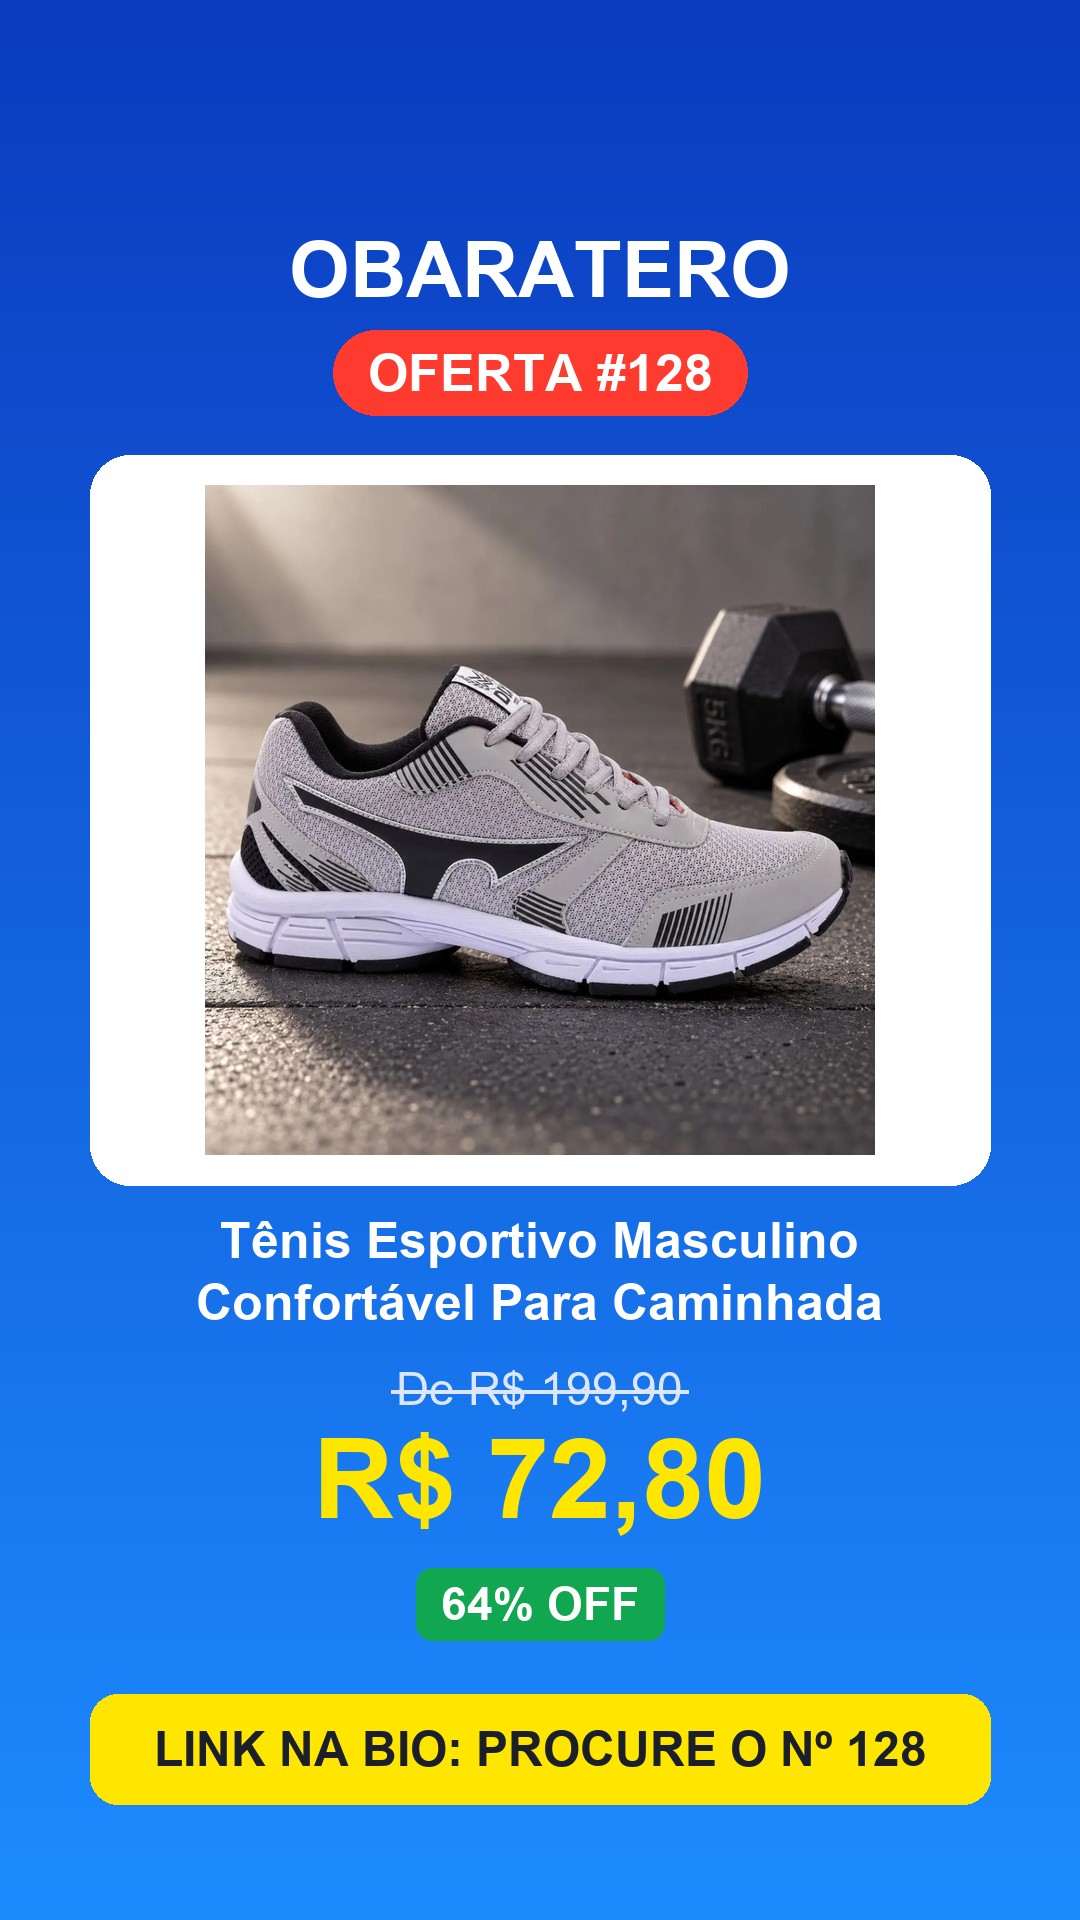 OBARATERO
OFERTA #128
5KG
Tênis Esportivo Masculino
Confortável Para Caminhada
De R$ 199,90
R$ 72,80
64% OFF
LINK NA BIO: PROCURE O Nº 128